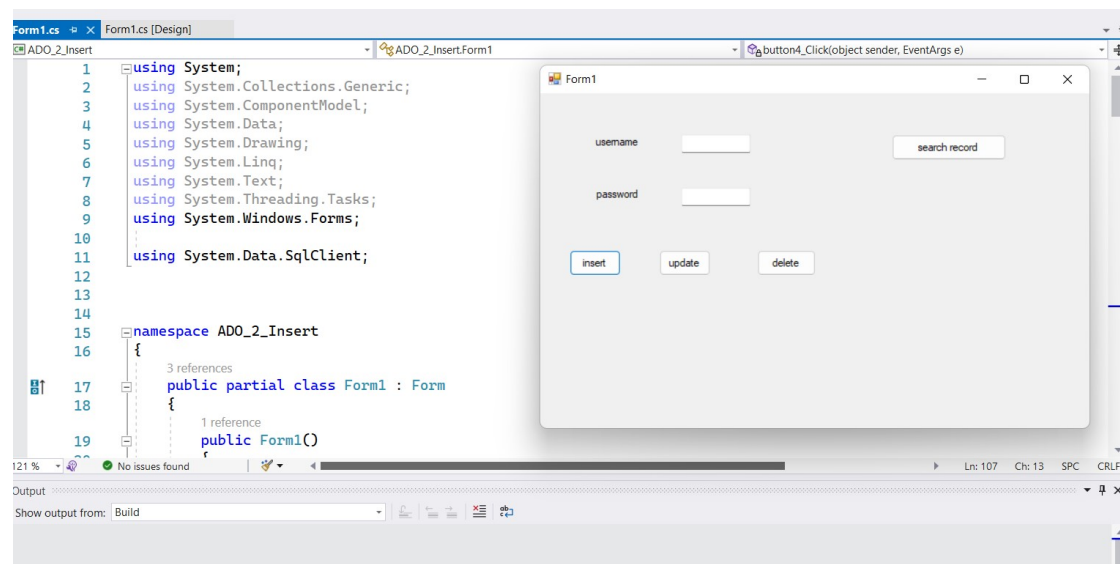 Form1.cs Form1.cs [Design]
C# ADO_2_Insert ADO_2_Insert.Form1 button4_Click(object sender, EventArgs e)
1 using System;
2 using System.Collections.Generic;
3 using System.ComponentModel;
4 using System.Data;
5 using System.Drawing;
6 using System.Linq;
7 using System.Text;
8 using System.Threading.Tasks;
9 using System.Windows.Forms;
10
11 using System.Data.SqlClient;
12
13
14
15 namespace ADO_2_Insert
16 {
3 references
17 public partial class Form1 : Form
18 {
1 reference
19 public Form1()
{
Form1
username
search record
password
insert update delete
121 % No issues found Ln: 107 Ch: 13 SPC CRLF
Output
Show output from: Build